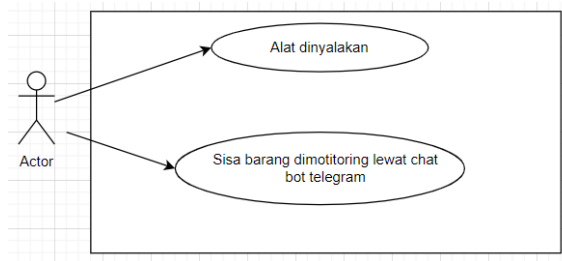 Alat dinyalakan
Actor
Sisa barang dimotitoring lewat chat
bot telegram